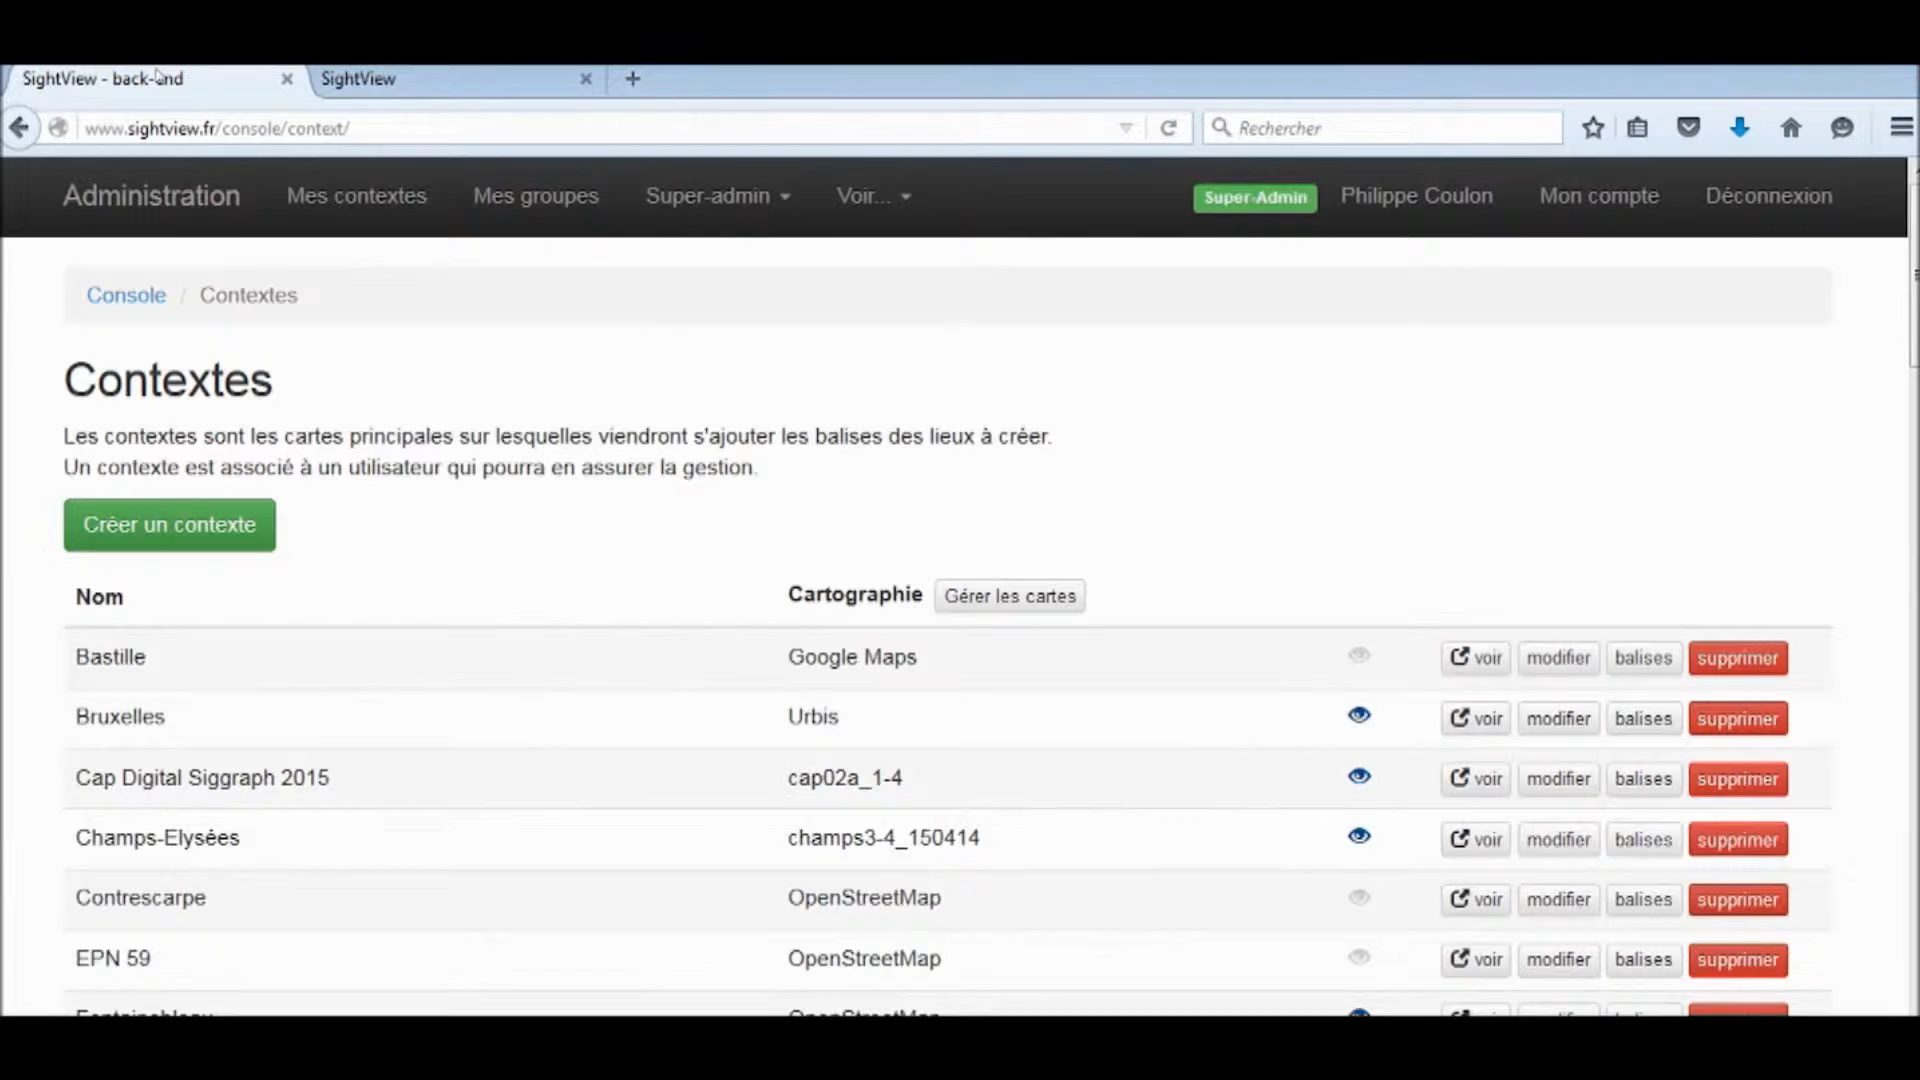 SightView - back-end
SightView
www.sightview.fr/console/context/
Rechercher
Administration Mes contextes Mes groupes Super-admin Voir... Super-Admin Philippe Coulon Mon compte Déconnexion
Console / Contextes
Contextes
Les contextes sont les cartes principales sur lesquelles viendront s'ajouter les balises des lieux à créer.
Un contexte est associé à un utilisateur qui pourra en assurer la gestion.
Créer un contexte
Nom Cartographie Gérer les cartes
Bastille Google Maps voir modifier balises supprimer
Bruxelles Urbis voir modifier balises supprimer
Cap Digital Siggraph 2015 cap02a_1-4 voir modifier balises supprimer
Champs-Elysées champs3-4_150414 voir modifier balises supprimer
Contrescarpe OpenStreetMap voir modifier balises supprimer
EPN 59 OpenStreetMap voir modifier balises supprimer
Fontainebleau OpenStreetMap